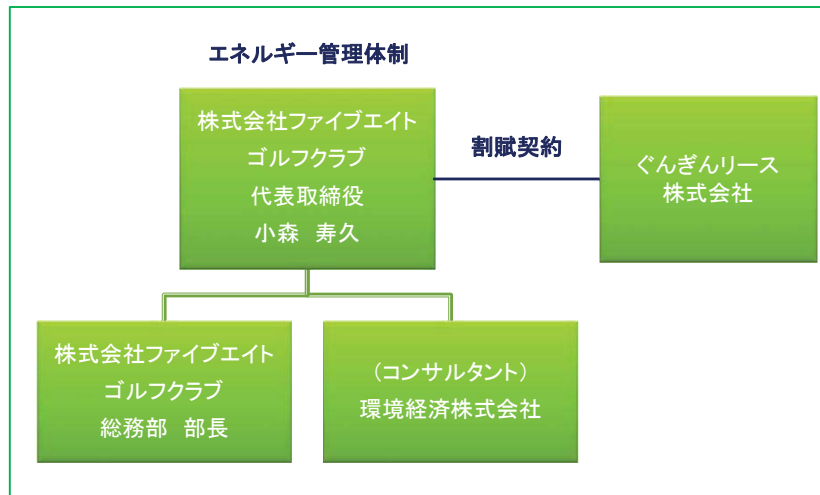 エネルギー管理体制
株式会社ファイブエイト
ゴルフクラブ
代表取締役
小森　寿久
割賦契約
ぐんぎんリース
株式会社
株式会社ファイブエイト
ゴルフクラブ
総務部　部長
（コンサルタント）
環境経済株式会社